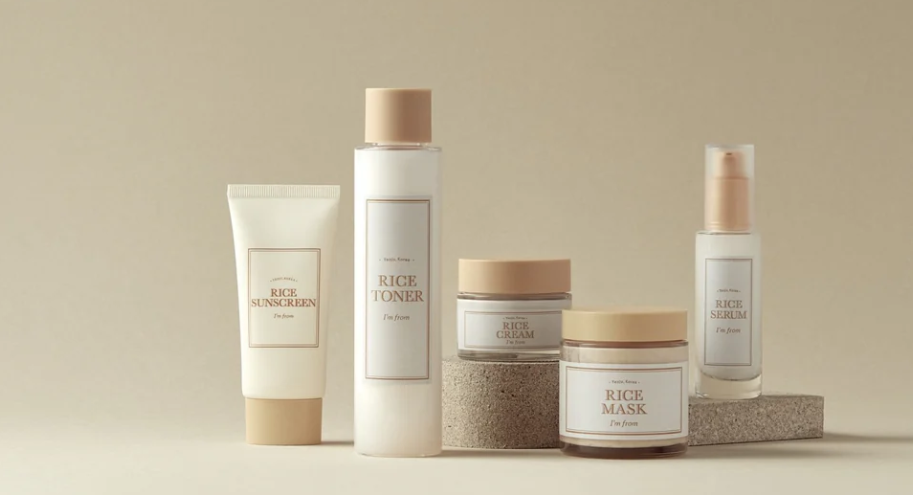 RICE
SUNSCREEN
I'm from
RICE
TONER
I'm from
RICE
CREAM
I'm from
RICE
MASK
I'm from
RICE
SERUM
I'm from